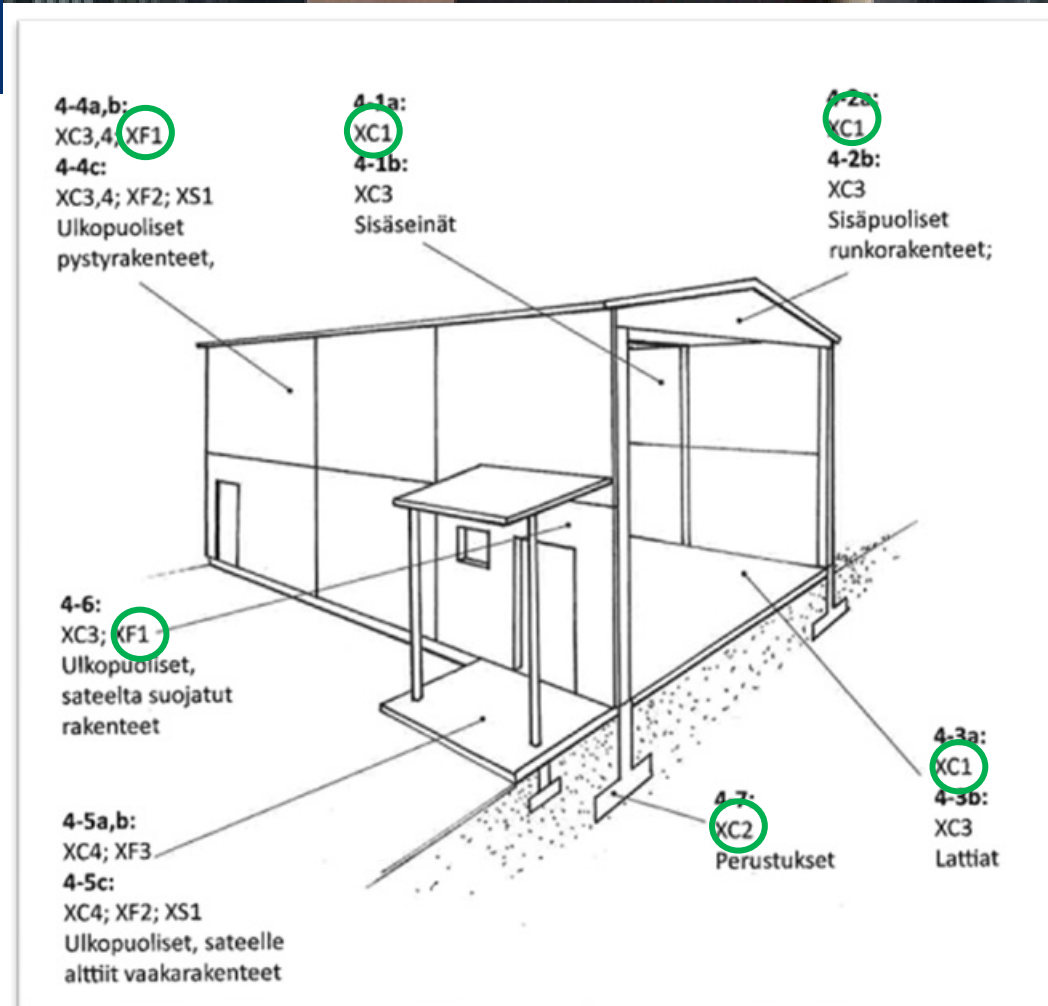 4-4a,b:
XC3,4; XF1
4-4c:
XC3,4; XF2; XS1
Ulkopuoliset
pystyrakenteet,
4-1a:
XC1
4-1b:
XC3
Sisäseinät
4-2a:
XC1
4-2b:
XC3
Sisäpuoliset
runkorakenteet;
4-6:
XC3; XF1
Ulkopuoliset,
sateelta suojatut
rakenteet
4-5a,b:
XC4; XF3
4-5c:
XC4; XF2; XS1
Ulkopuoliset, sateelle
alttiit vaakarakenteet
4-7:
XC2
Perustukset
4-3a:
XC1
4-3b:
XC3
Lattiat